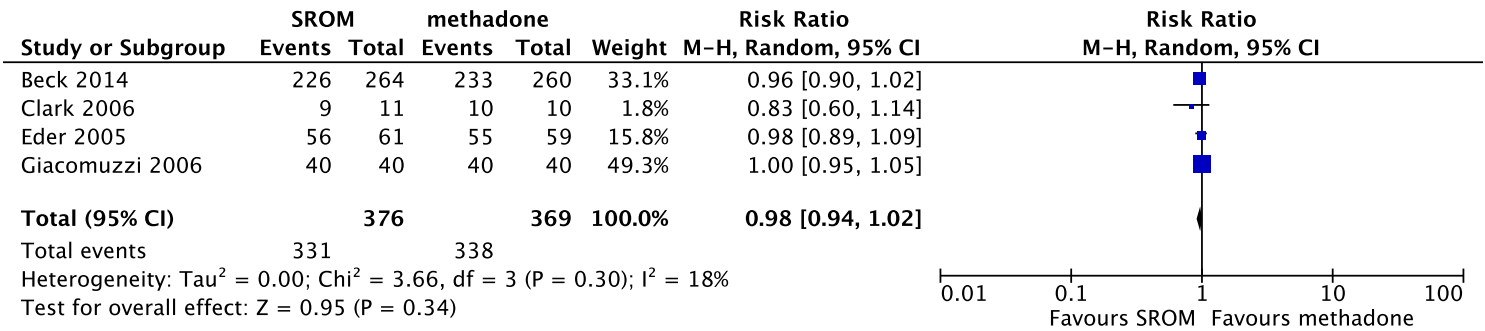 SROM methadone Risk Ratio Risk Ratio
Study or Subgroup Events Total Events Total Weight M-H, Random, 95% CI M-H, Random, 95% CI
Beck 2014 226 264 233 260 33.1% 0.96 [0.90, 1.02]
Clark 2006 9 11 10 10 1.8% 0.83 [0.60, 1.14]
Eder 2005 56 61 55 59 15.8% 0.98 [0.89, 1.09]
Giacomuzzi 2006 40 40 40 40 49.3% 1.00 [0.95, 1.05]
Total (95% CI) 376 369 100.0% 0.98 [0.94, 1.02]
Total events 331 338
Heterogeneity: Tau² = 0.00; Chi² = 3.66, df = 3 (P = 0.30); I² = 18%
Test for overall effect: Z = 0.95 (P = 0.34)
0.01 0.1 1 10 100
Favours SROM Favours methadone